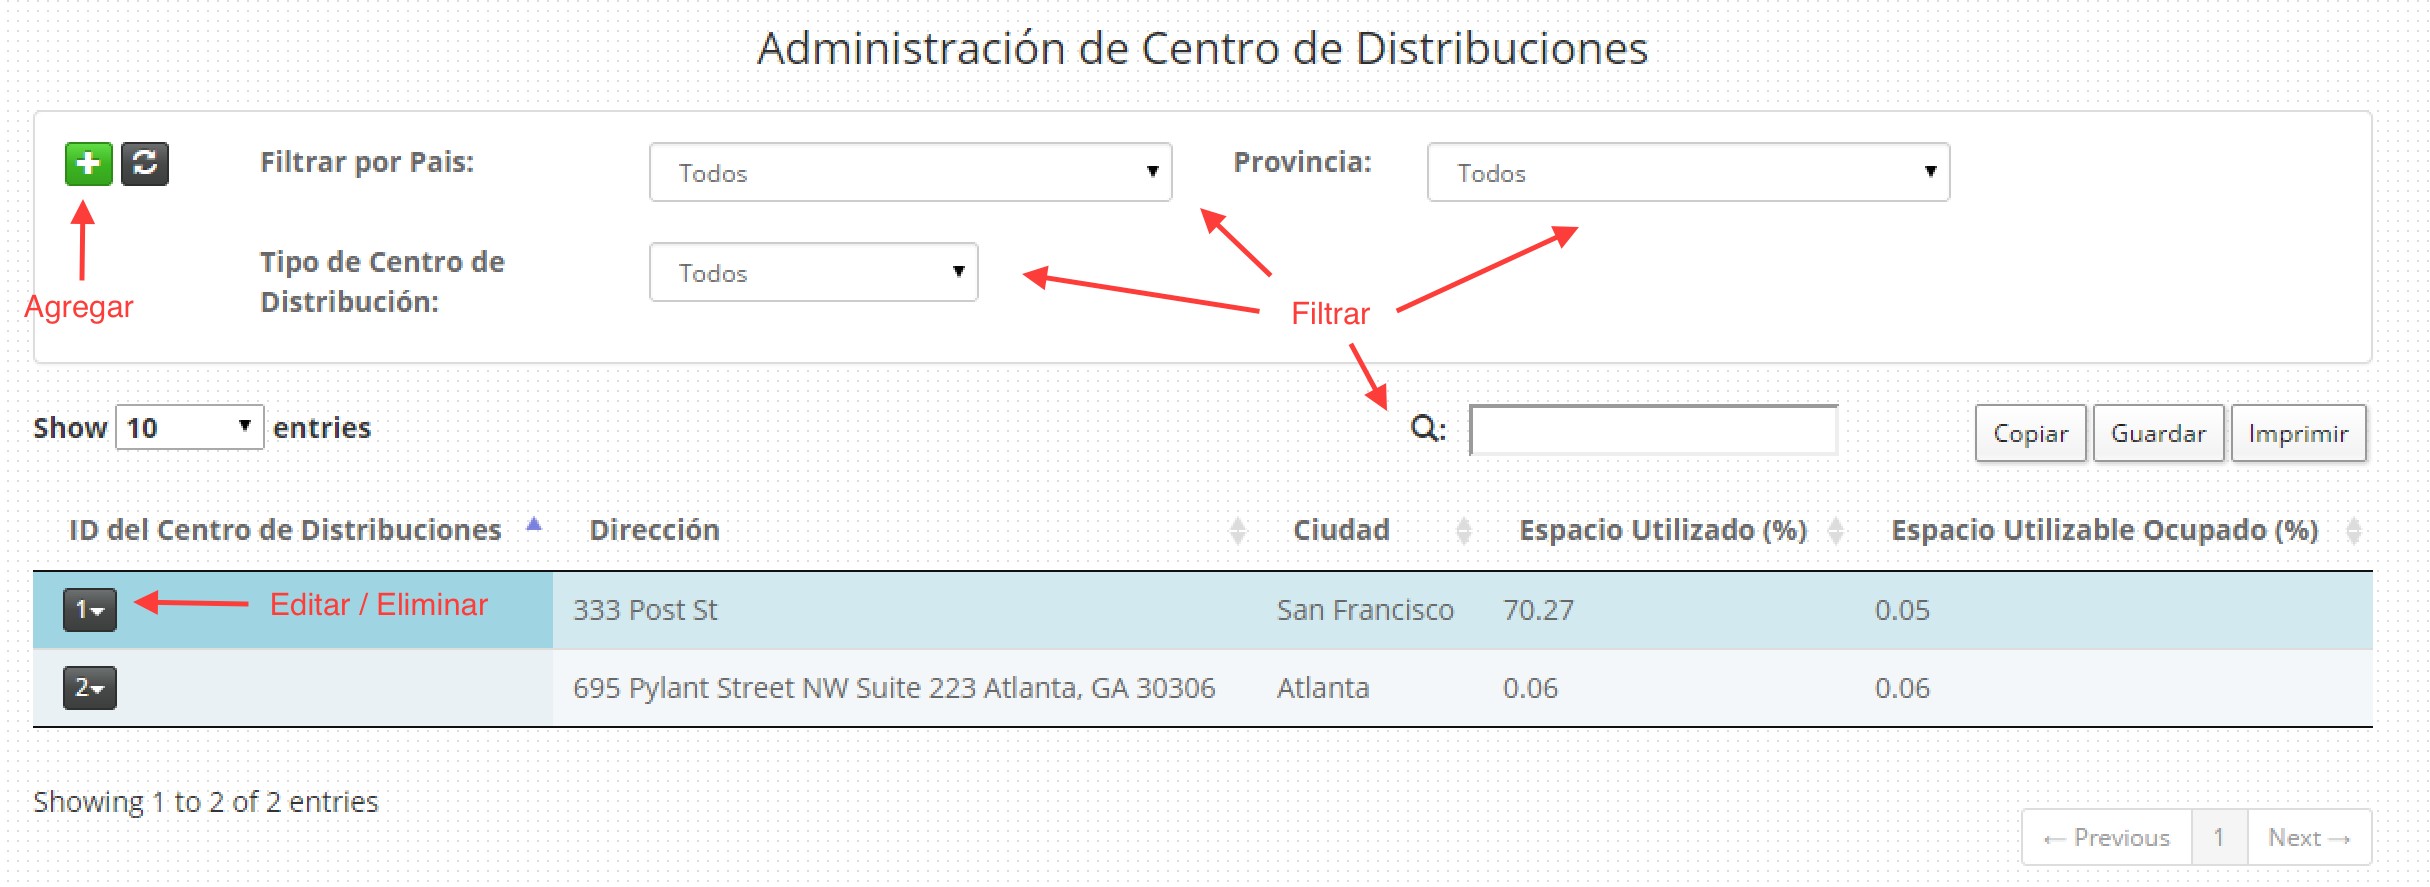 Administración de Centro de Distribuciones
Filtrar por Pais: Todos Provincia: Todos
Agregar
Tipo de Centro de Distribución: Todos
Filtrar
Show 10 entries
: Copiar Guardar Imprimir
ID del Centro de Distribuciones Dirección Ciudad Espacio Utilizado (%) Espacio Utilizable Ocupado (%)
1 Editar / Eliminar 333 Post St San Francisco 70.27 0.05
2 695 Pylant Street NW Suite 223 Atlanta, GA 30306 Atlanta 0.06 0.06
Showing 1 to 2 of 2 entries
← Previous 1 Next →